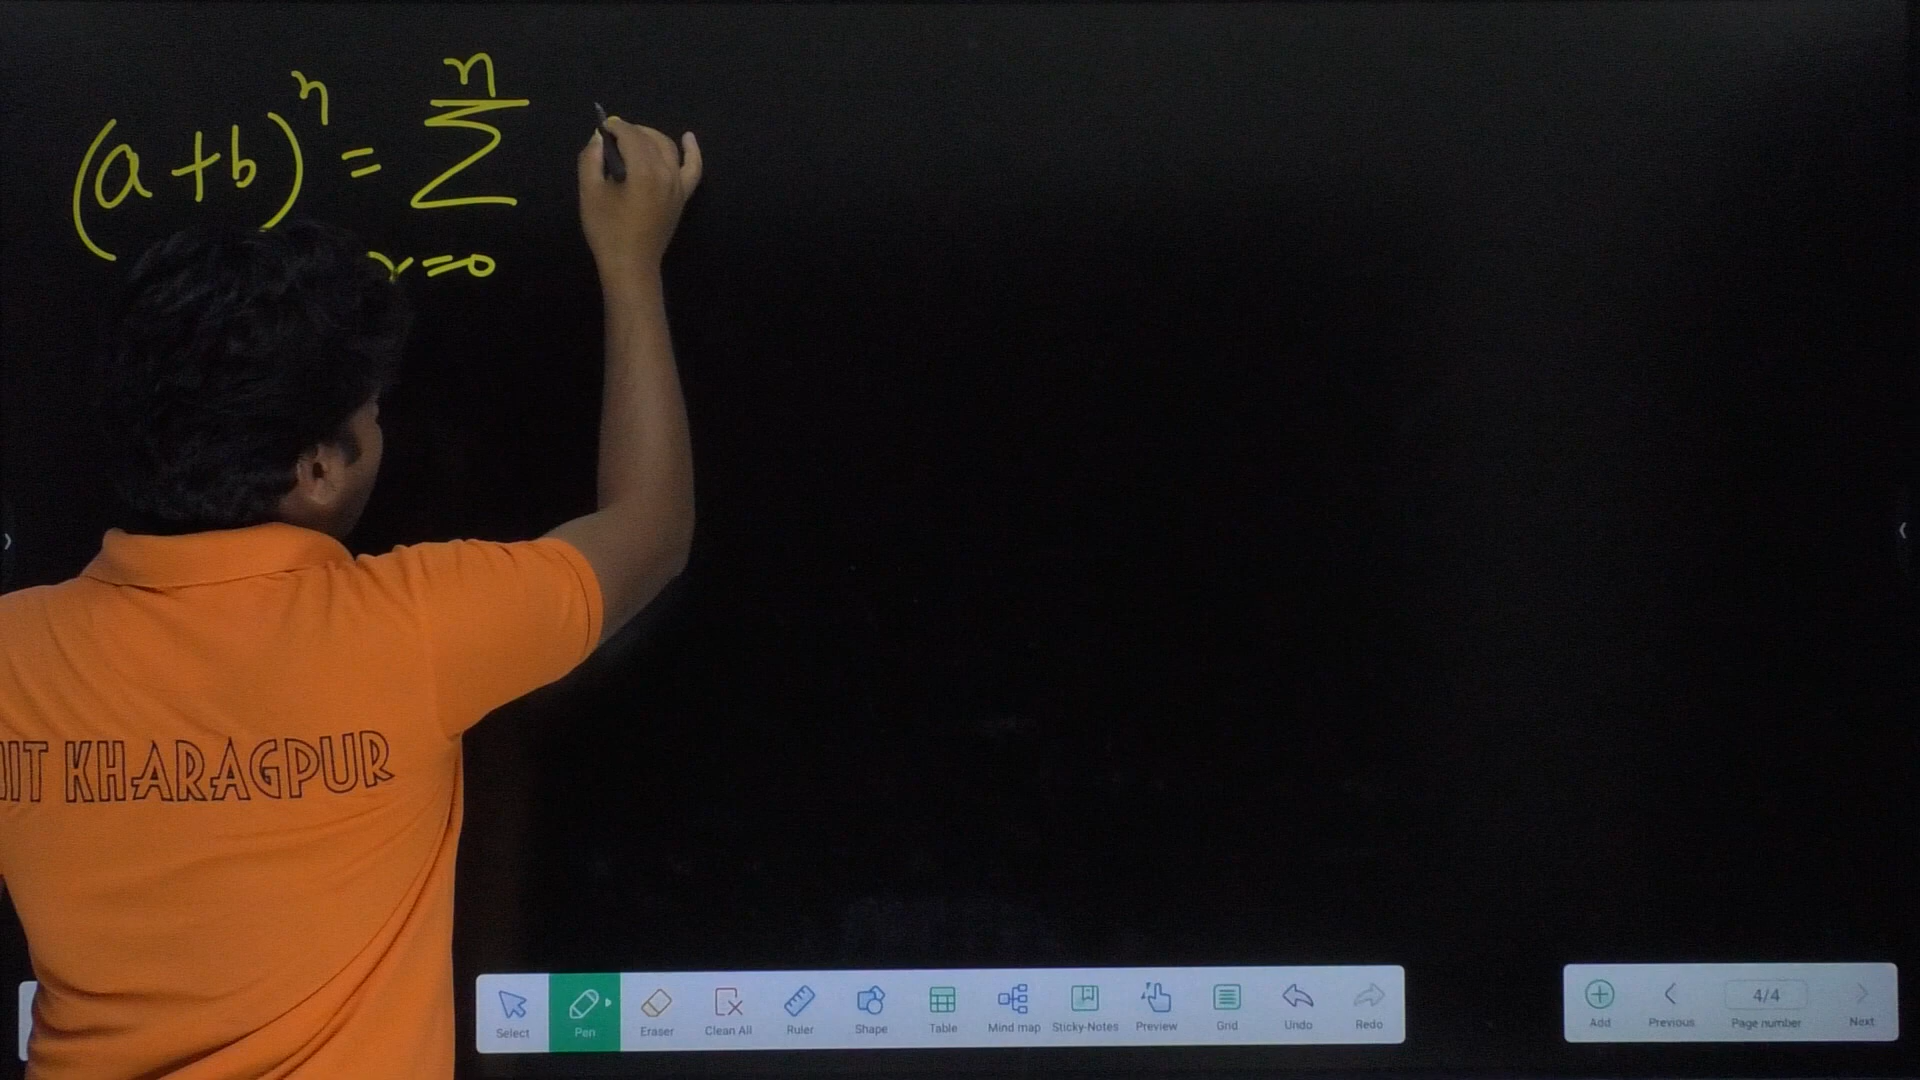 (a+b)ⁿ = Σ
n
r=0
IIT KHARAGPUR
Select Pen Eraser Clean All Ruler Shape Table Mind map Sticky-Notes Preview Grid Undo Redo
Add Previous 4/4 Page number Next